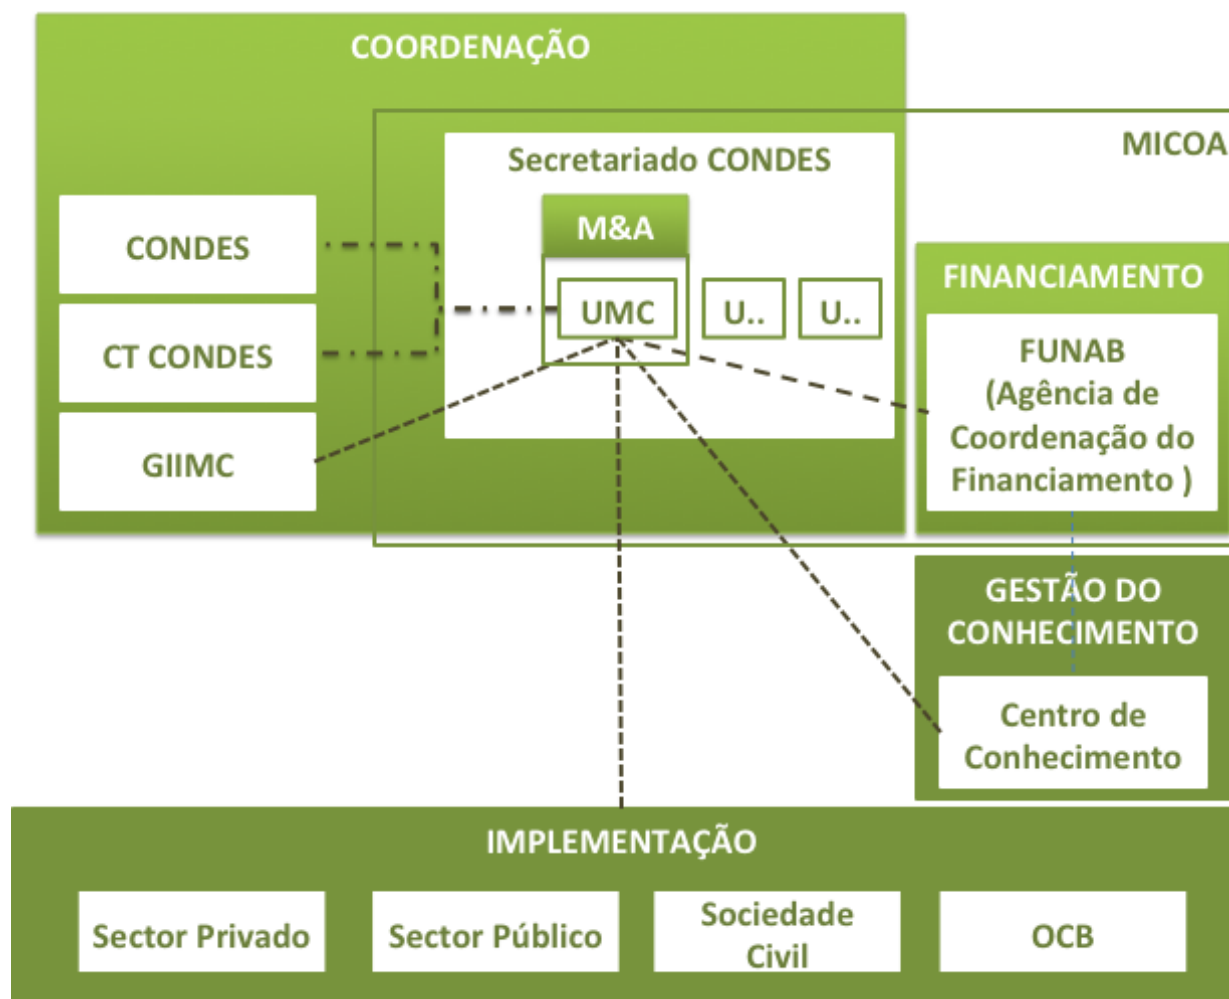 COORDENAÇÃO
MICOA
Secretariado CONDES
M&A
CONDES
UMC
U..
U..
CT CONDES
GIIMC
FINANCIAMENTO
FUNAB
(Agência de
Coordenação do
Financiamento )
GESTÃO DO
CONHECIMENTO
Centro de
Conhecimento
IMPLEMENTAÇÃO
Sector Privado
Sector Público
Sociedade
Civil
OCB